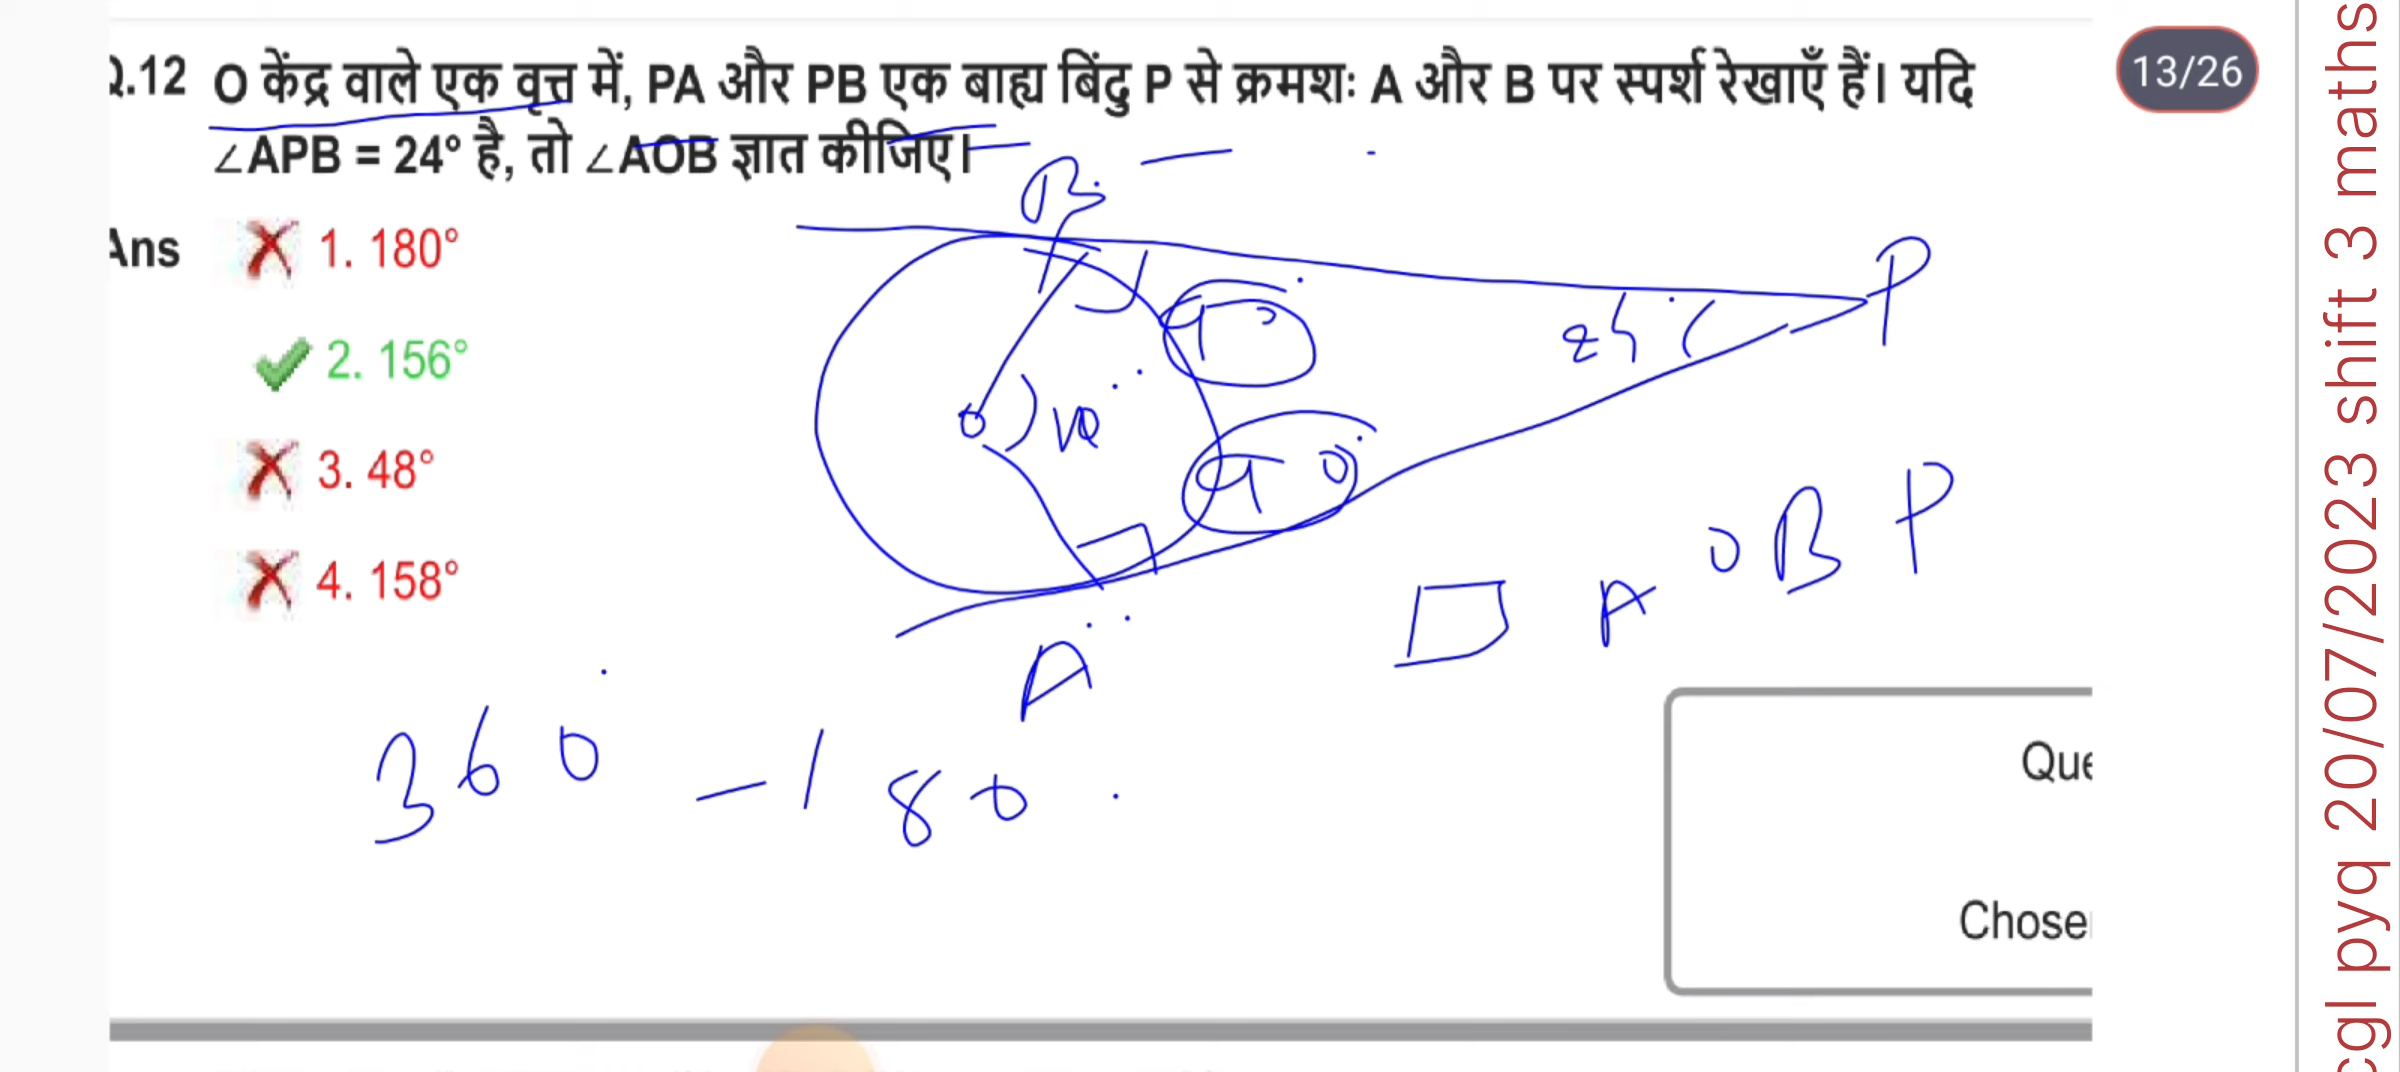 Q.12 O केंद्र वाले एक वृत्त में, PA और PB एक बाह्य बिंदु P से क्रमशः A और B पर स्पर्श रेखाएँ हैं। यदि
∠APB = 24° है, तो ∠AOB ज्ञात कीजिए।
13/26
Ans
1. 180°
2. 156°
3. 48°
4. 158°
B
P
24°
90
O
A
□ A O B P
360 - 180
Que
Chose
cgl pyq 20/07/2023 shift 3 maths